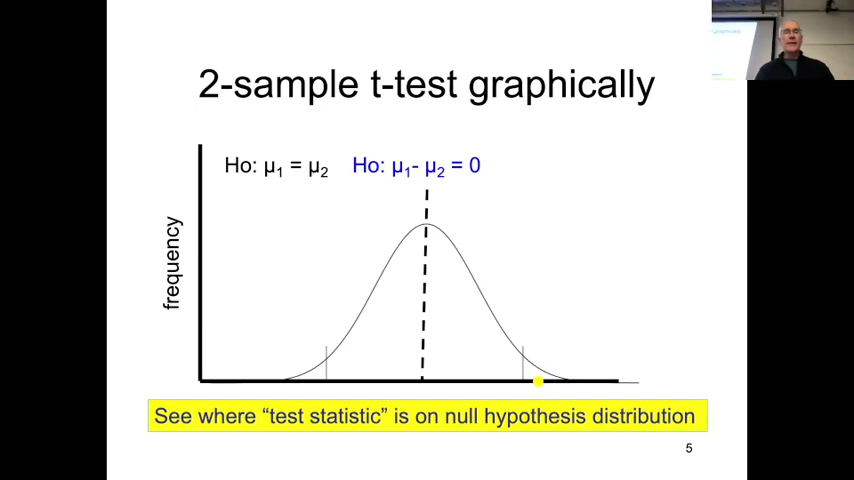 2-sample t-test graphically
Ho: μ₁ = μ₂ Ho: μ₁- μ₂ = 0
frequency
See where “test statistic” is on null hypothesis distribution
5